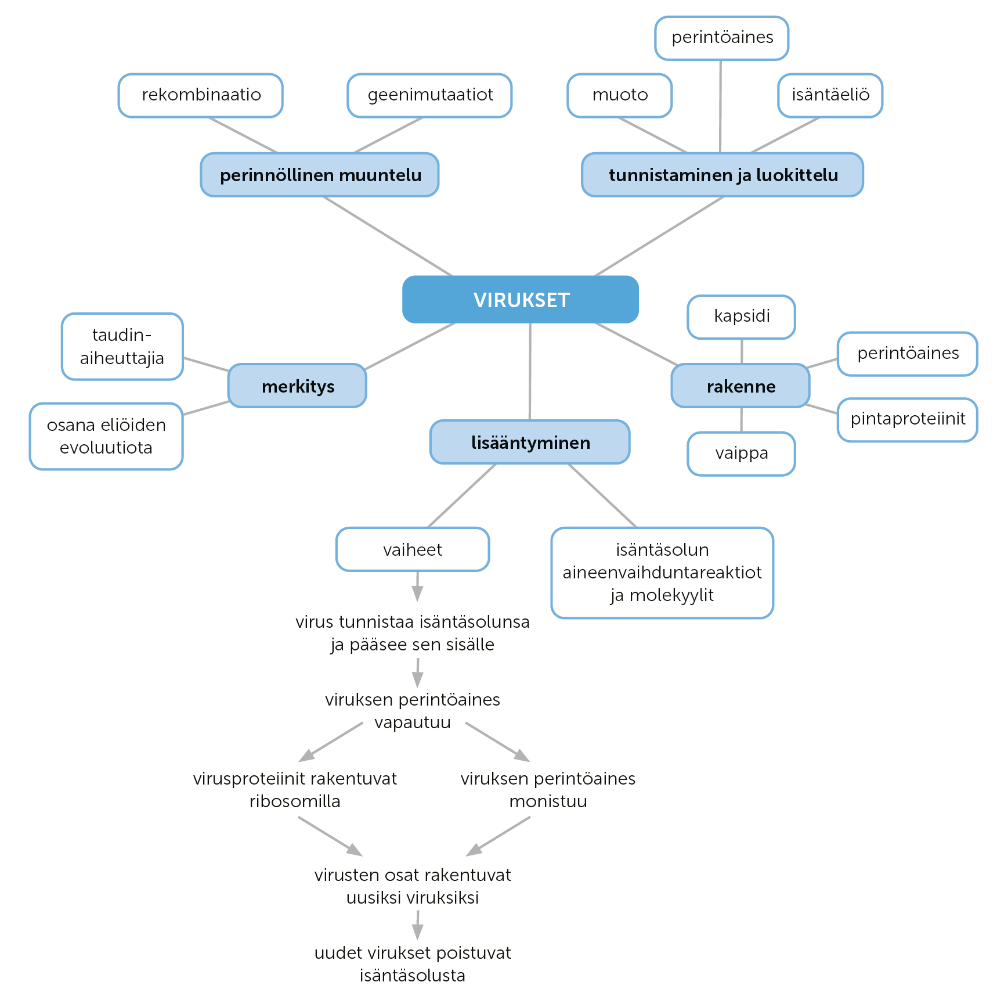 perintöaines
rekombinaatio
geenimutaatiot
muoto
isäntäeliö
perinnöllinen muuntelu
tunnistaminen ja luokittelu
VIRUKSET
kapsidi
taudin-
aiheuttajia
perintöaines
merkitys
rakenne
osana eliöiden
evoluutiota
pintaproteiinit
lisääntyminen
vaippa
vaiheet
isäntäsolun
aineenvaihduntareaktiot
ja molekyylit
virus tunnistaa isäntäsolunsa
ja pääsee sen sisälle
viruksen perintöaines
vapautuu
virusproteiinit rakentuvat
ribosomilla
viruksen perintöaines
monistuu
virusten osat rakentuvat
uusiksi viruksiksi
uudet virukset poistuvat
isäntäsolusta